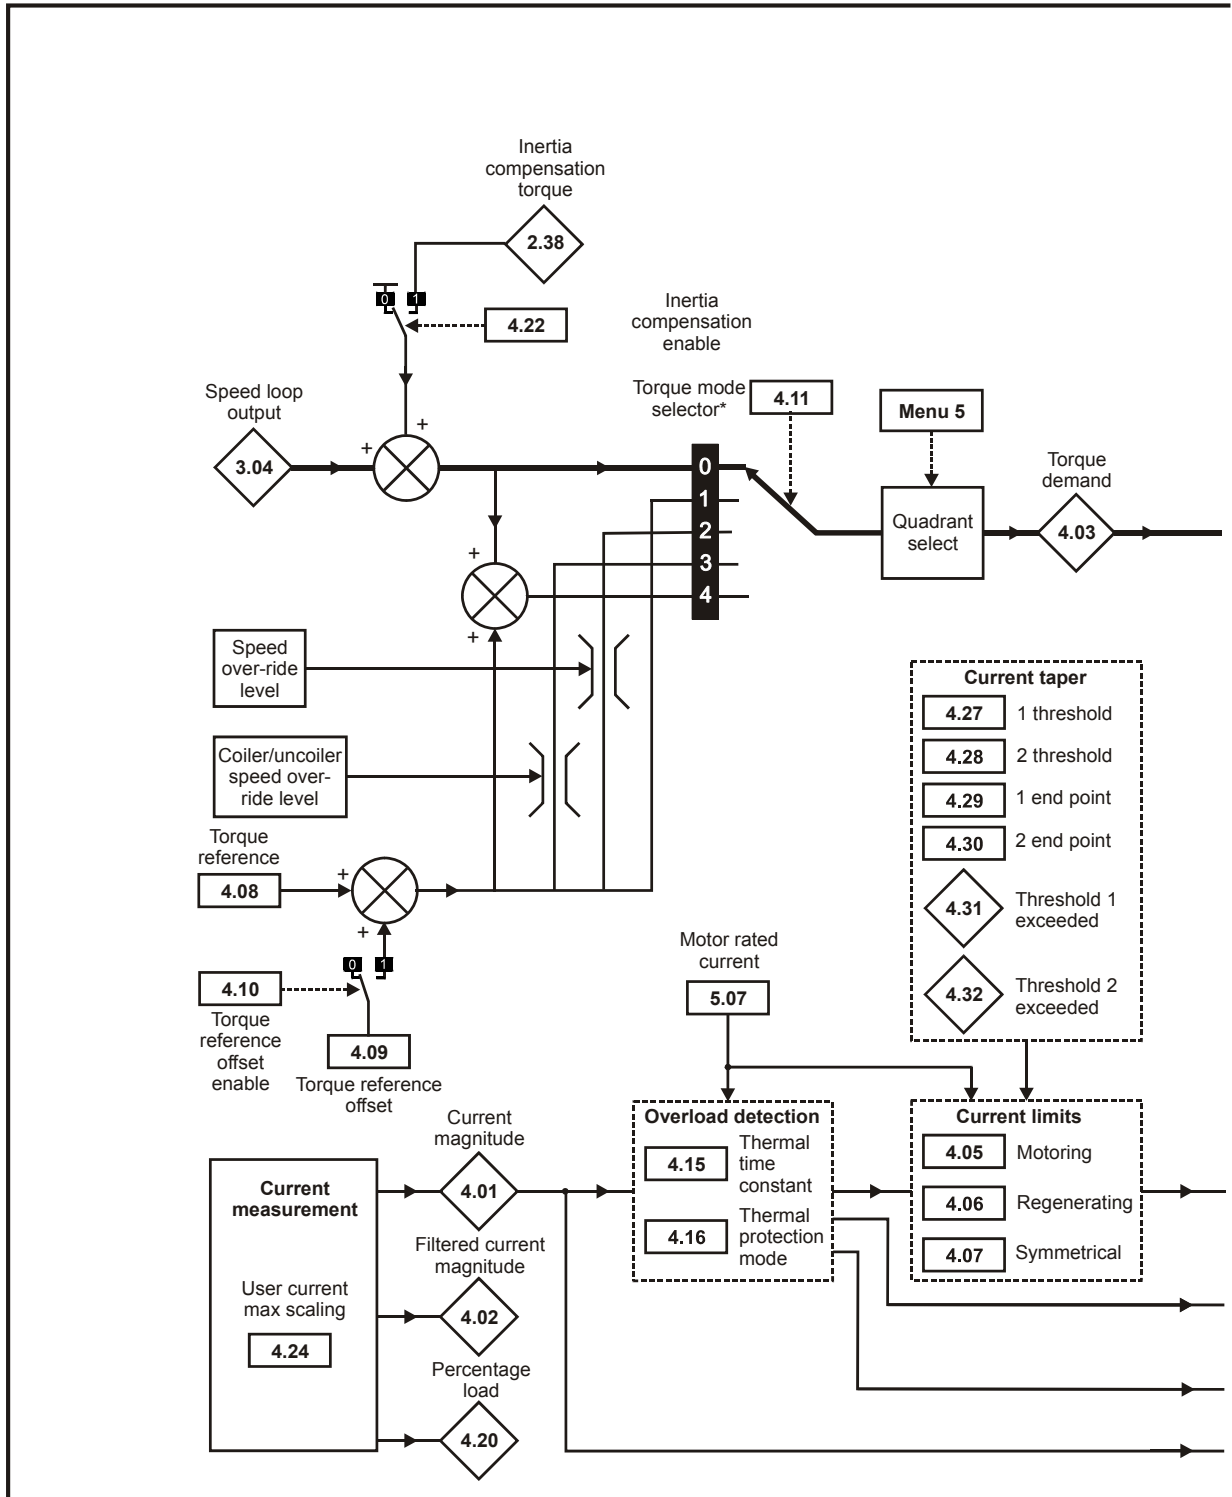 Inertia
compensation
torque
2.38
0 1
4.22
Inertia
compensation
enable
Speed loop
output
3.04
+
+
Torque mode
selector*
4.11
Menu 5
0
1
2
3
4
Quadrant
select
Torque
demand
4.03
+
+
Speed
over-ride
level
Coiler/uncoiler
speed over-
ride level
Torque
reference
4.08
+
+
0 1
4.10
Torque
reference
offset
enable
4.09
Torque reference
offset
Current taper
4.27 1 threshold
4.28 2 threshold
4.29 1 end point
4.30 2 end point
4.31 Threshold 1
exceeded
4.32 Threshold 2
exceeded
Motor rated
current
5.07
Current
measurement
User current
max scaling
4.24
Current
magnitude
4.01
Filtered current
magnitude
4.02
Percentage
load
4.20
Overload detection
4.15 Thermal
time
constant
4.16 Thermal
protection
mode
Current limits
4.05 Motoring
4.06 Regenerating
4.07 Symmetrical